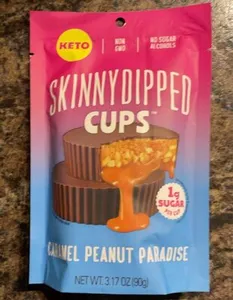 KETO
NON GMO
NO SUGAR ALCOHOLS
SKINNYDIPPED
CUPS™
1g
SUGAR
PER CUP
CARAMEL PEANUT PARADISE
NET WT. 3.17 OZ (90g)